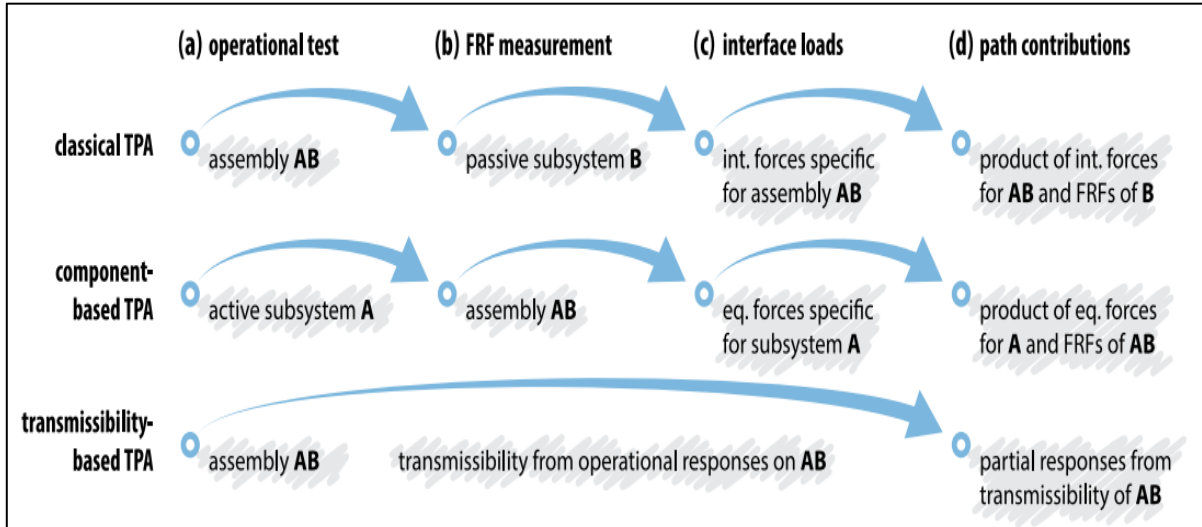 (a) operational test
(b) FRF measurement
(c) interface loads
(d) path contributions
classical TPA
assembly AB
passive subsystem B
int. forces specific
for assembly AB
product of int. forces
for AB and FRFs of B
component-
based TPA
active subsystem A
assembly AB
eq. forces specific
for subsystem A
product of eq. forces
for A and FRFs of AB
transmissibility-
based TPA
assembly AB
transmissibility from operational responses on AB
partial responses from
transmissibility of AB